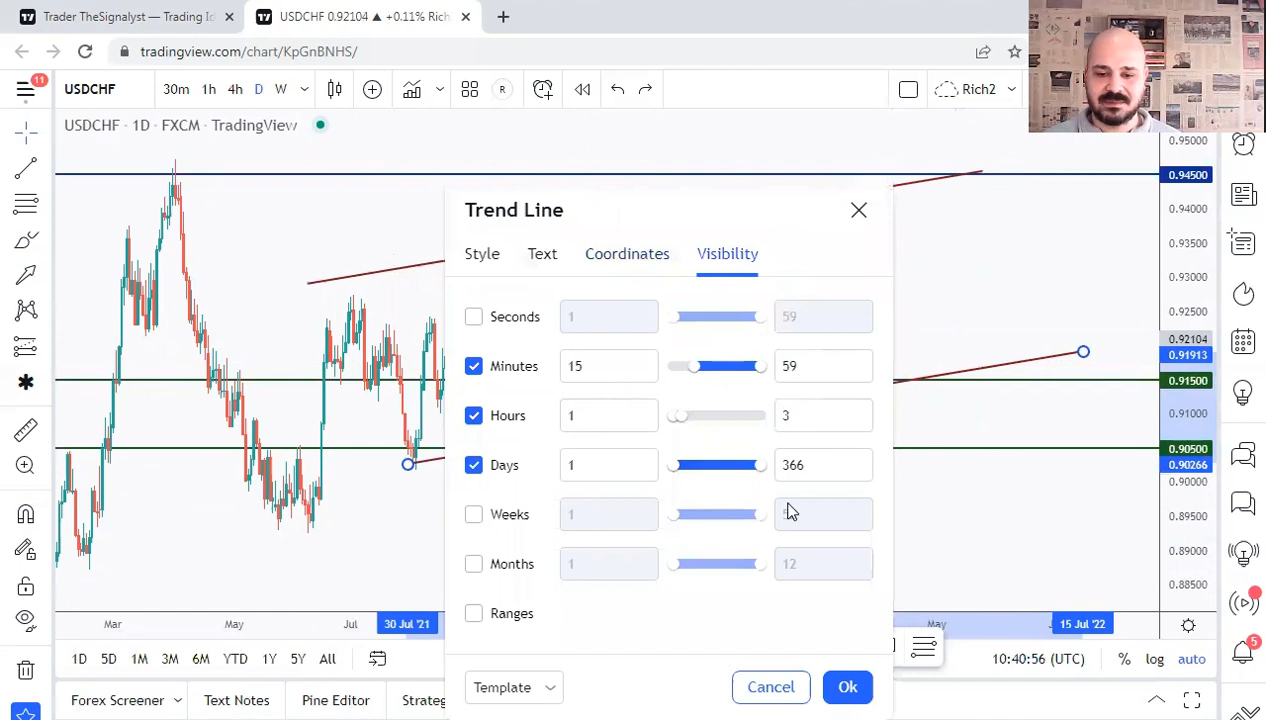 Trader TheSignalyst — Trading Id
USDCHF 0.92104 ▲ +0.11% Rich
tradingview.com/chart/KpGnBNHS/
11
USDCHF
30m 1h 4h D W
R
Rich2
USDCHF · 1D · FXCM · TradingView
0.95000
0.94500
0.94000
0.93500
0.93000
0.92500
0.92104
0.91913
0.91500
0.91000
0.90500
0.90266
0.90000
0.89500
0.89000
0.88500
Trend Line
Style Text Coordinates Visibility
Seconds 1 59
Minutes 15 59
Hours 1 3
Days 1 366
Weeks 1
Months 1 12
Ranges
Template
Cancel Ok
Mar May Jul 30 Jul '21 May 15 Jul '22
1D 5D 1M 3M 6M YTD 1Y 5Y All
10:40:56 (UTC) % log auto
5
Forex Screener Text Notes Pine Editor Strateg